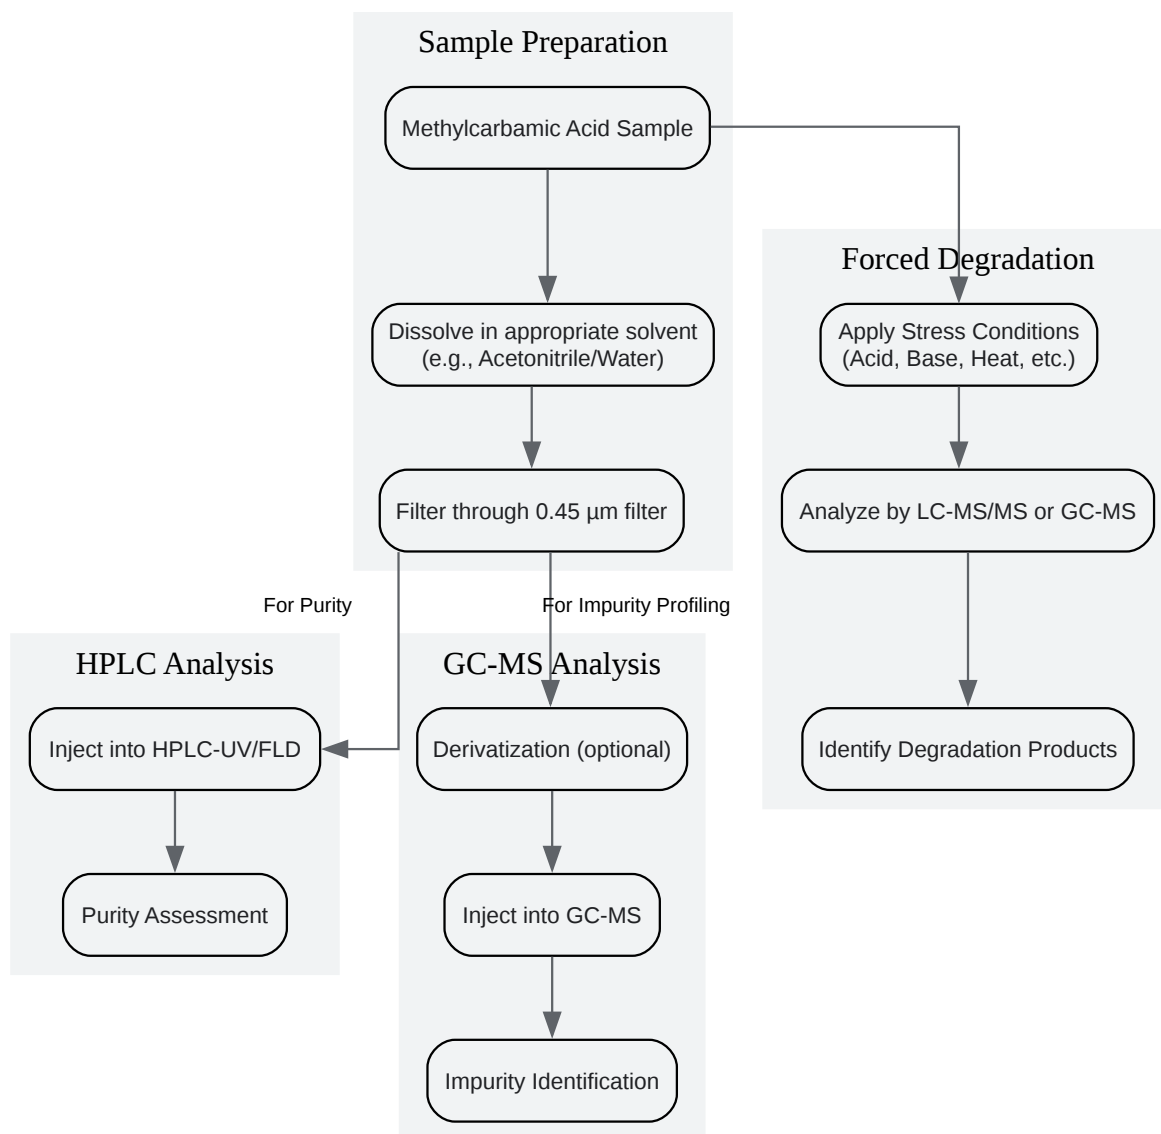 Sample Preparation
Methylcarbamic Acid Sample
Forced Degradation
Dissolve in appropriate solvent
(e.g., Acetonitrile/Water)
Apply Stress Conditions
(Acid, Base, Heat, etc.)
Filter through 0.45 µm filter
Analyze by LC-MS/MS or GC-MS
For Purity
For Impurity Profiling
HPLC Analysis
GC-MS Analysis
Inject into HPLC-UV/FLD
Derivatization (optional)
Identify Degradation Products
Purity Assessment
Inject into GC-MS
Impurity Identification